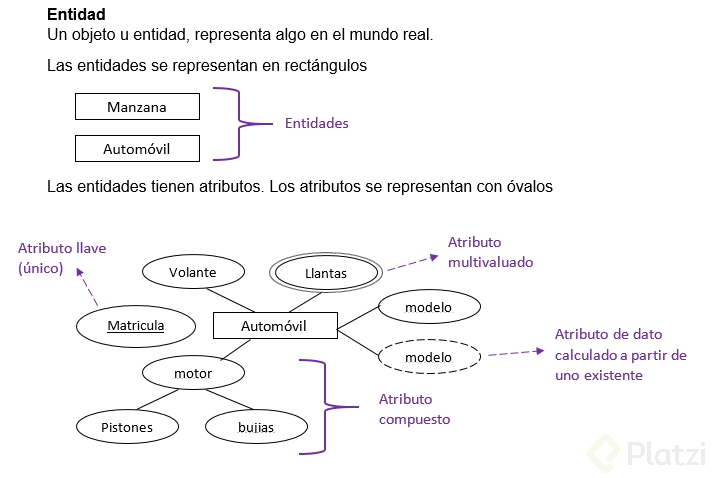 Entidad
Un objeto u entidad, representa algo en el mundo real.
Las entidades se representan en rectángulos
Manzana
Entidades
Automóvil
Las entidades tienen atributos. Los atributos se representan con óvalos
Atributo llave
(único)
Volante
Llantas
Atributo
multivaluado
Matricula
Automóvil
modelo
modelo
Atributo de dato
calculado a partir de
uno existente
motor
Atributo
compuesto
Pistones
bujias
Platzi